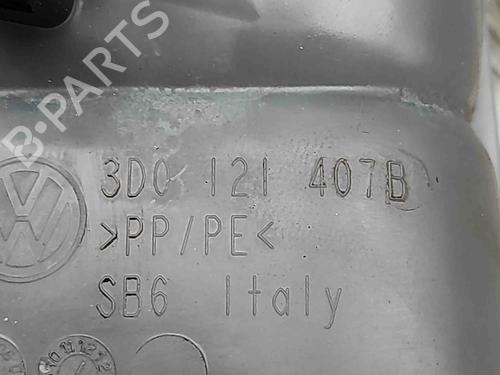 B-PARTS
3D0 121 407B
>PP/PE<
SB6 Italy